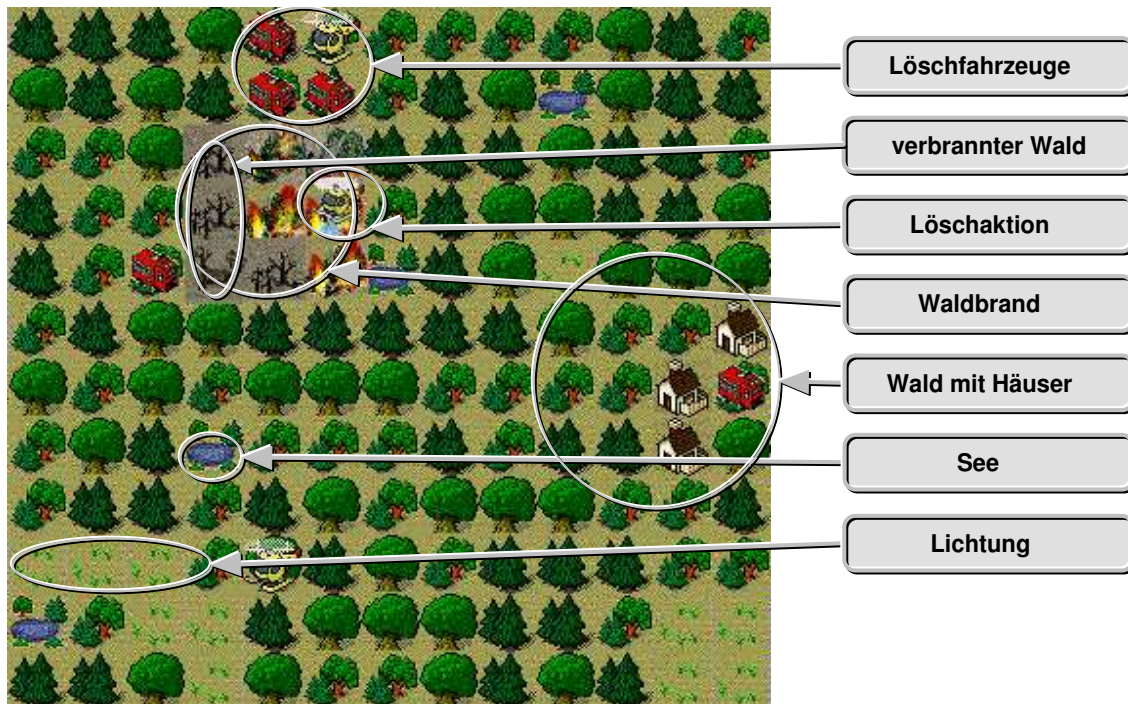 Löschfahrzeuge
verbrannter Wald
Löschaktion
Waldbrand
Wald mit Häuser
See
Lichtung